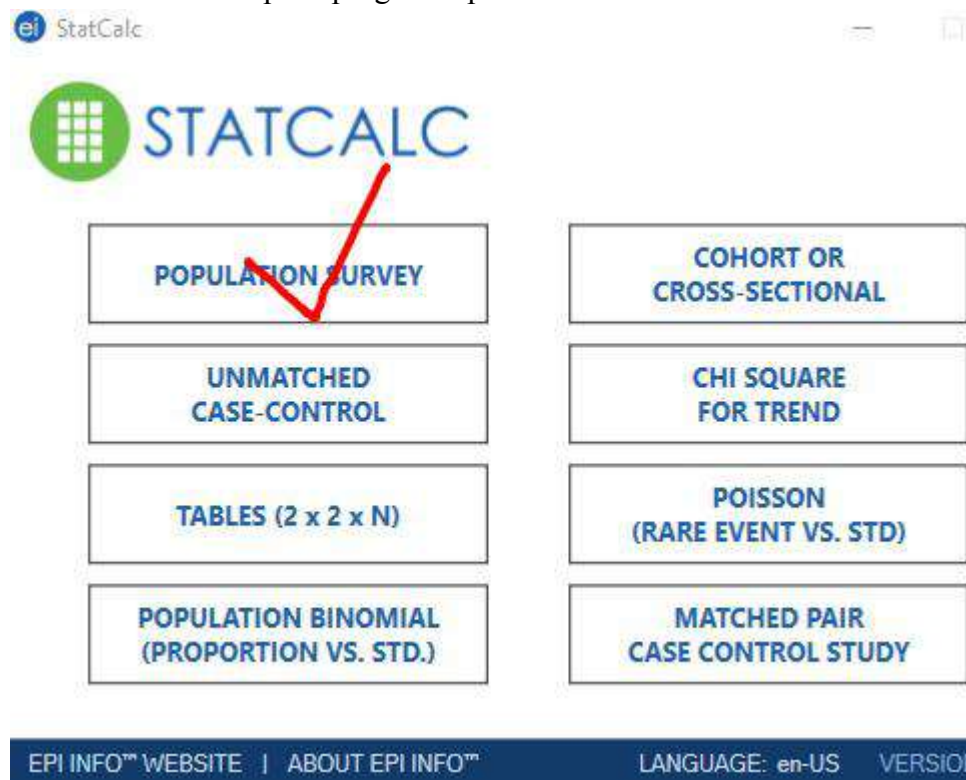 StatCalc
STATCALC
POPULATION SURVEY
COHORT OR
CROSS-SECTIONAL
UNMATCHED
CASE-CONTROL
CHI SQUARE
FOR TREND
TABLES (2 x 2 x N)
POISSON
(RARE EVENT VS. STD)
POPULATION BINOMIAL
(PROPORTION VS. STD.)
MATCHED PAIR
CASE CONTROL STUDY
EPI INFO™ WEBSITE | ABOUT EPI INFO™ LANGUAGE: en-US